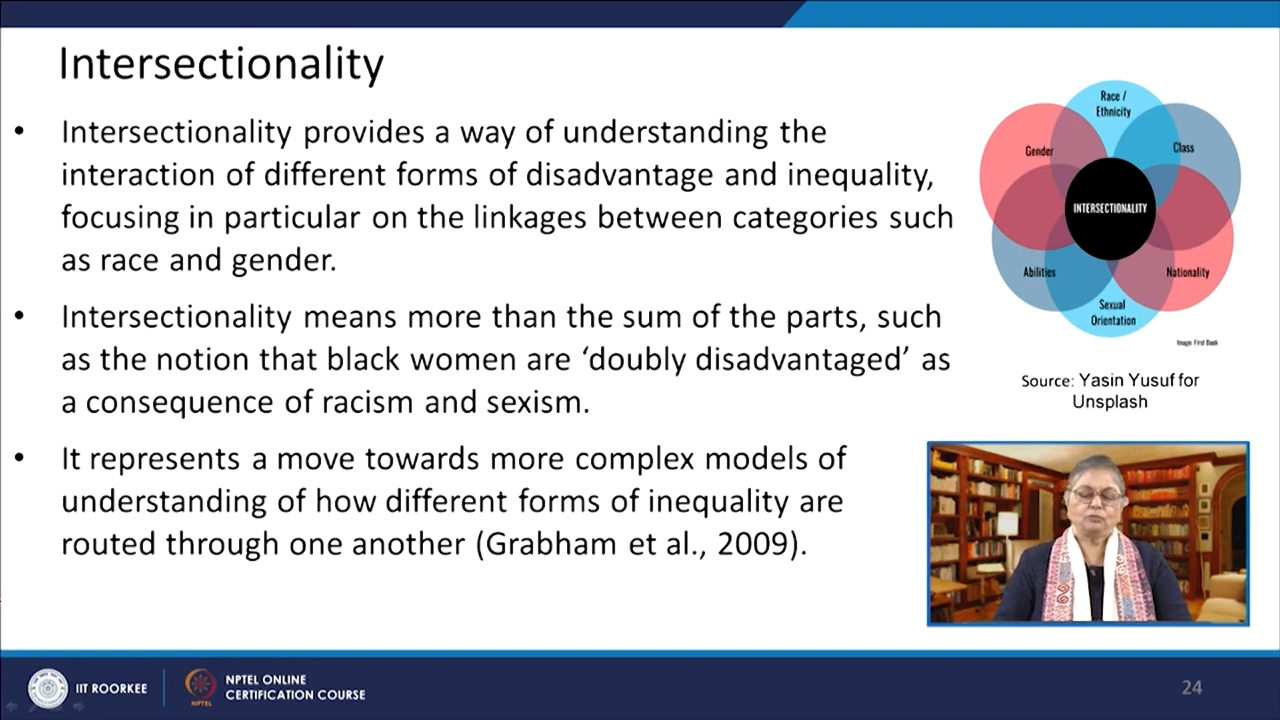 Intersectionality
• Intersectionality provides a way of understanding the
interaction of different forms of disadvantage and inequality,
focusing in particular on the linkages between categories such
as race and gender.
• Intersectionality means more than the sum of the parts, such
as the notion that black women are ‘doubly disadvantaged’ as
a consequence of racism and sexism.
• It represents a move towards more complex models of
understanding of how different forms of inequality are
routed through one another (Grabham et al., 2009).
Race /
Ethnicity
Gender
Class
INTERSECTIONALITY
Abilities
Nationality
Sexual
Orientation
Image: First Book
Source: Yasin Yusuf for
Unsplash
IIT ROORKEE
NPTEL
NPTEL ONLINE
CERTIFICATION COURSE
24